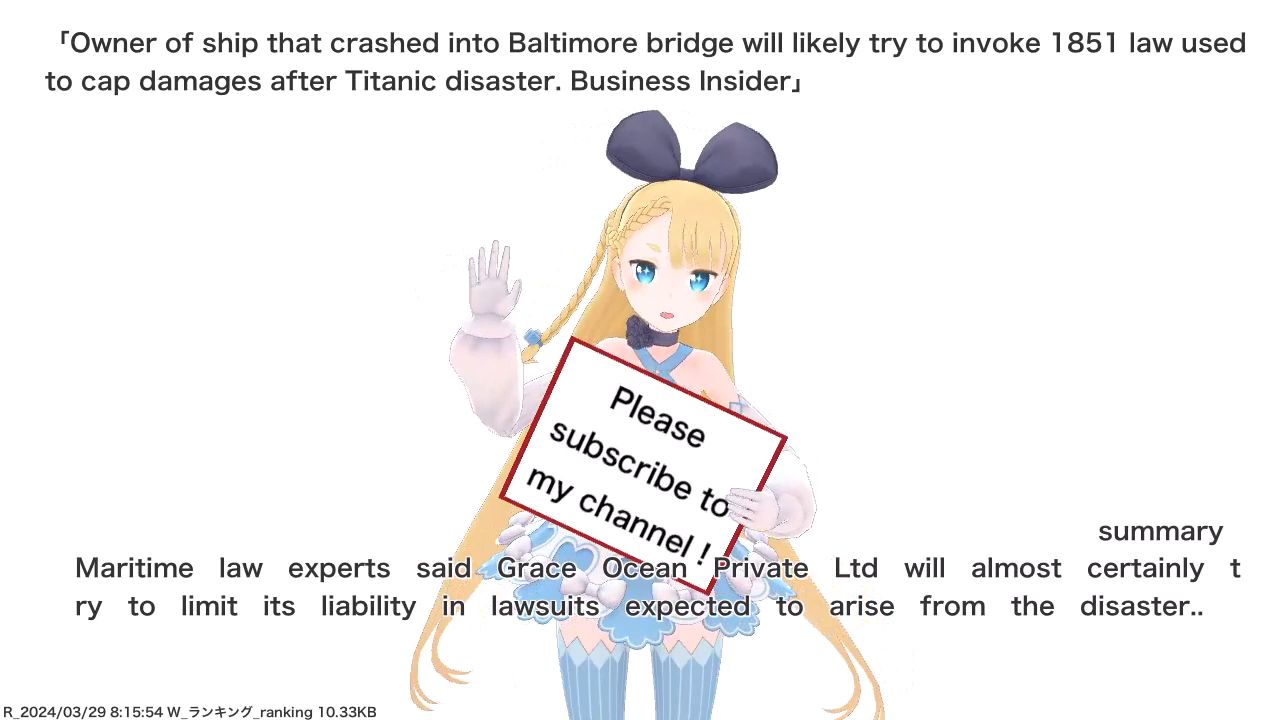 「Owner of ship that crashed into Baltimore bridge will likely try to invoke 1851 law used
to cap damages after Titanic disaster. Business Insider」
Please
subscribe to
my channel !
summary
Maritime law experts said Grace Ocean Private Ltd will almost certainly t
ry to limit its liability in lawsuits expected to arise from the disaster..
R_2024/03/29 8:15:54 W_ランキング_ranking 10.33KB